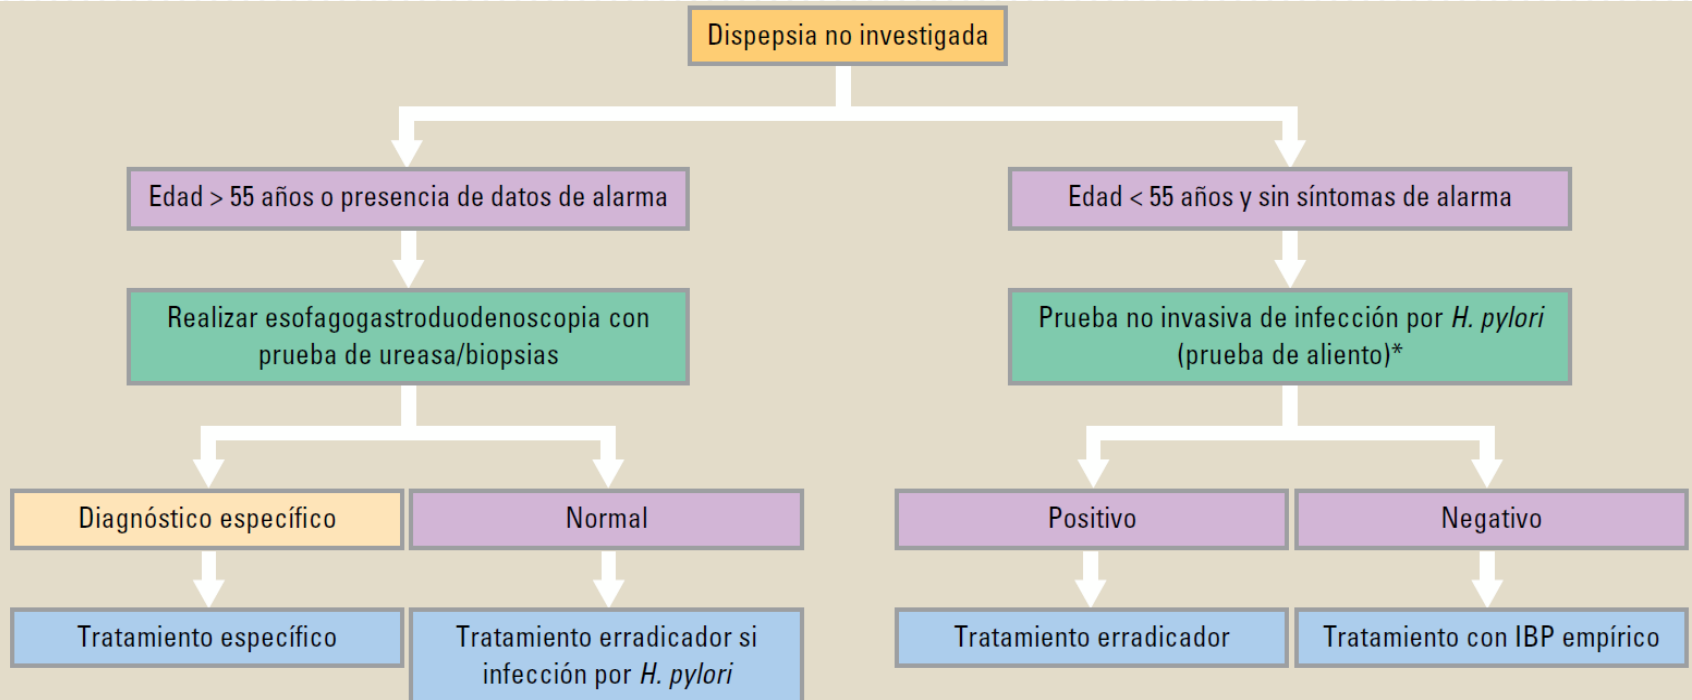 Dispepsia no investigada
Edad > 55 años o presencia de datos de alarma
Edad < 55 años y sin síntomas de alarma
Realizar esofagogastroduodenoscopia con
prueba de ureasa/biopsias
Prueba no invasiva de infección por H. pylori
(prueba de aliento)*
Diagnóstico específico
Normal
Positivo
Negativo
Tratamiento específico
Tratamiento erradicador si
infección por H. pylori
Tratamiento erradicador
Tratamiento con IBP empírico